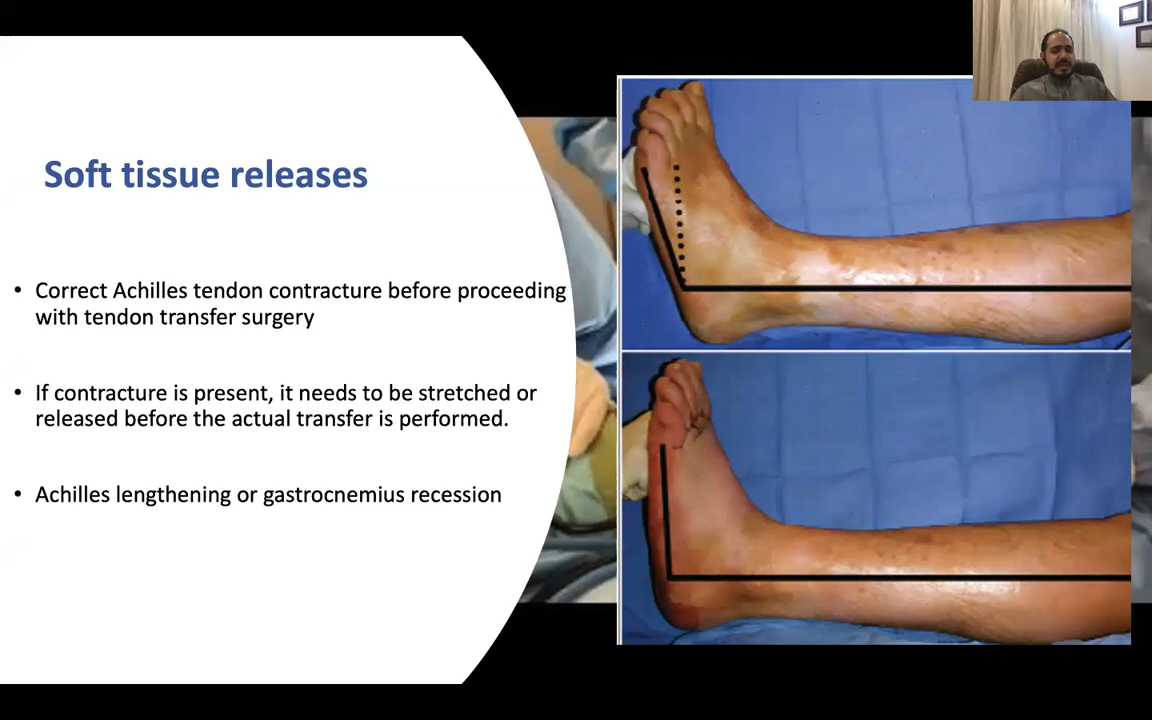 Soft tissue releases
• Correct Achilles tendon contracture before proceeding
with tendon transfer surgery
• If contracture is present, it needs to be stretched or
released before the actual transfer is performed.
• Achilles lengthening or gastrocnemius recession